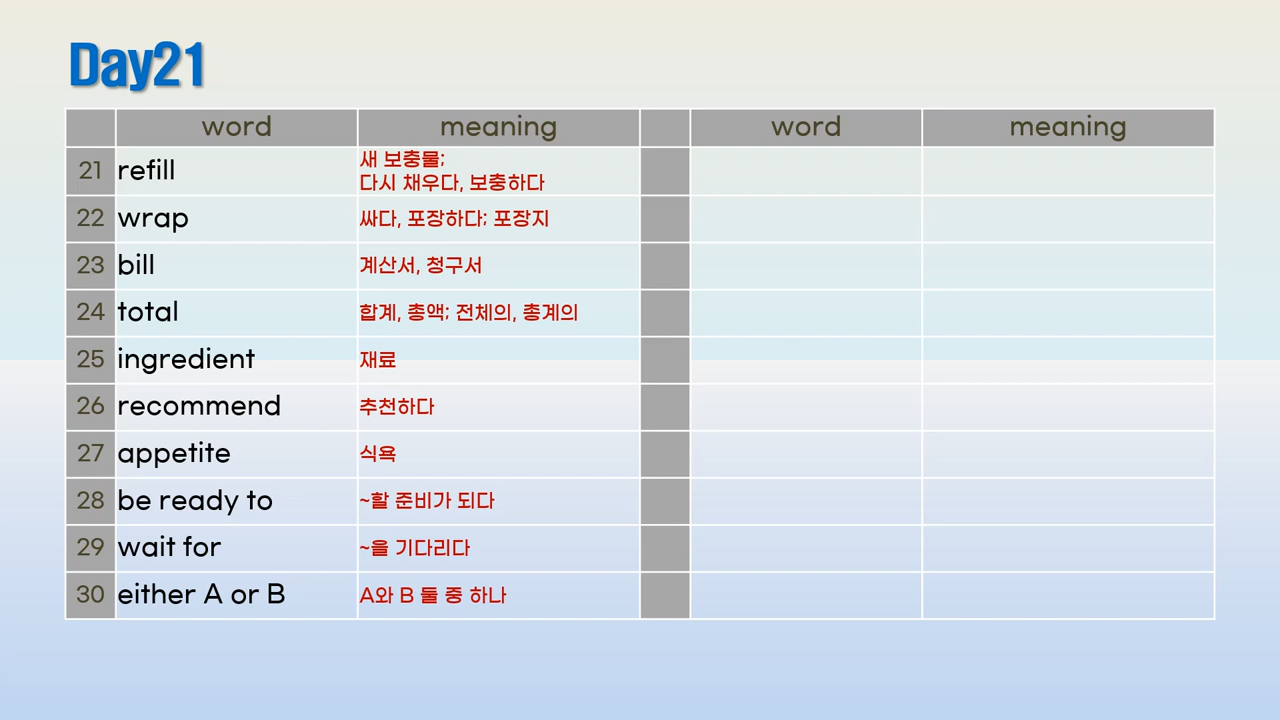 Day21
word meaning word meaning
21 refill 새 보충물;
다시 채우다, 보충하다
22 wrap 싸다, 포장하다; 포장지
23 bill 계산서, 청구서
24 total 합계, 총액; 전체의, 총계의
25 ingredient 재료
26 recommend 추천하다
27 appetite 식욕
28 be ready to ~할 준비가 되다
29 wait for ~을 기다리다
30 either A or B A와 B 둘 중 하나